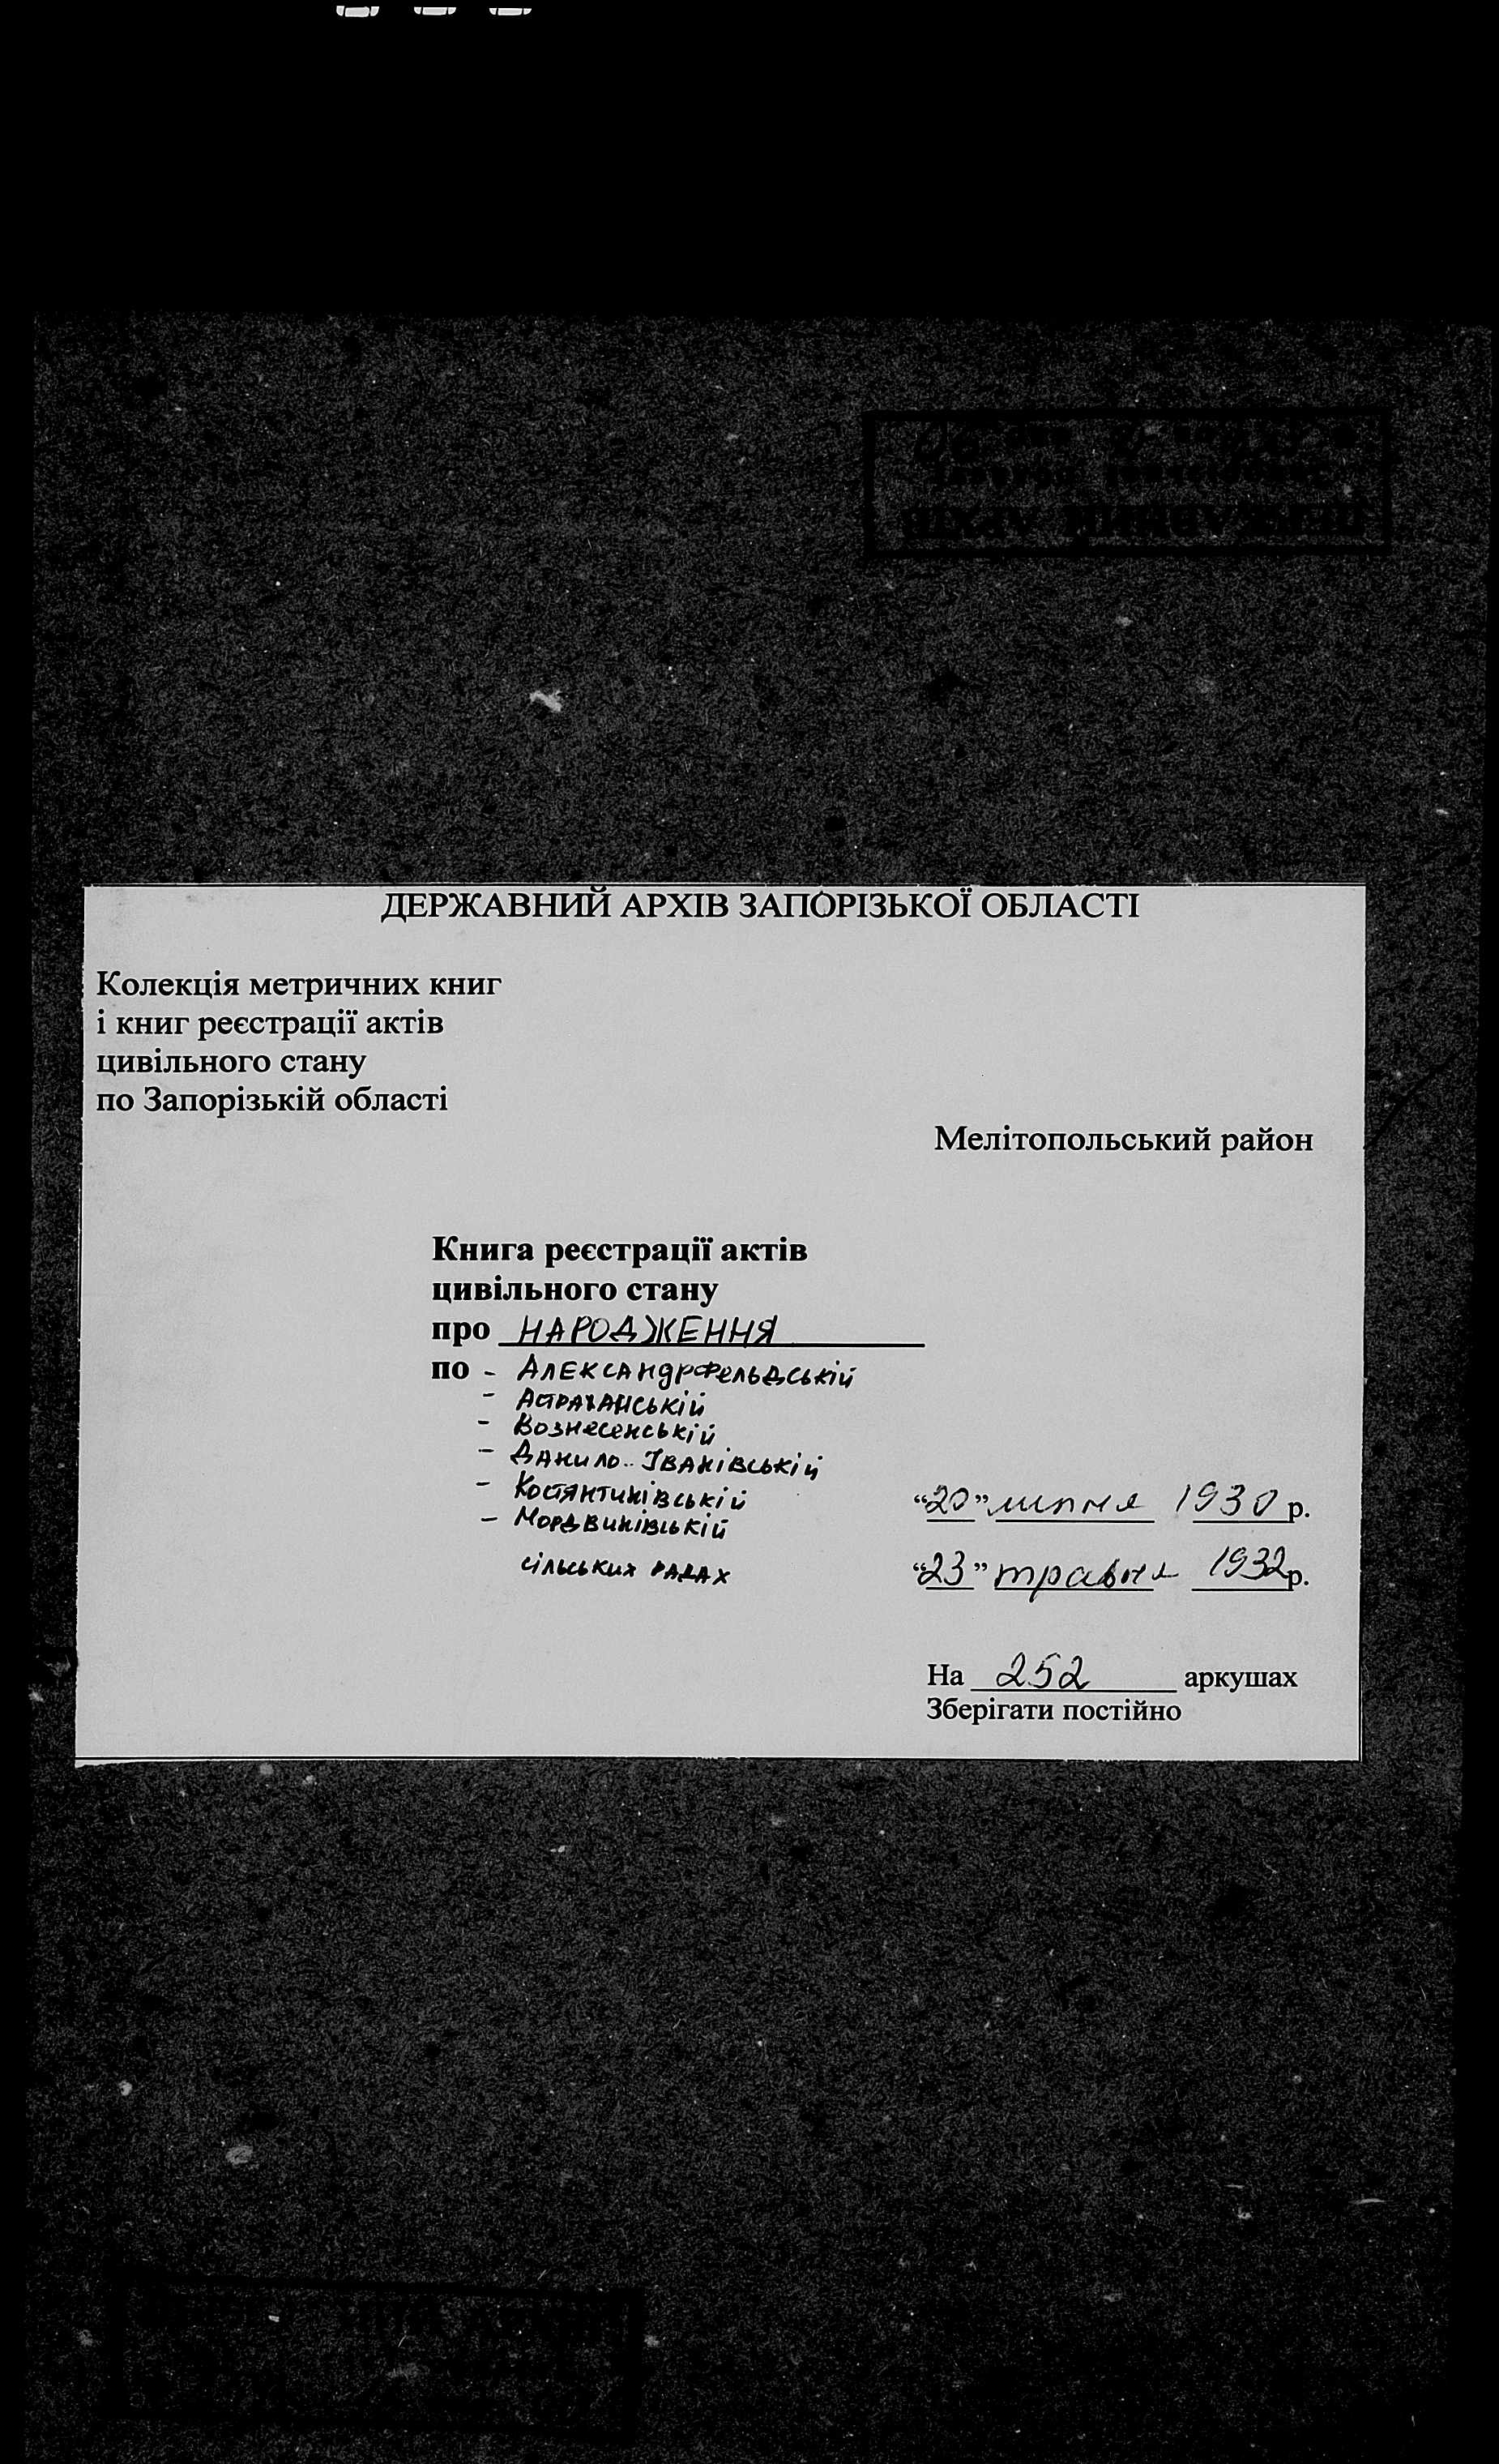 ДЕРЖАВНИЙ АРХІВ ЗАПОРІЗЬКОЇ ОБЛАСТІ
Колекція метричних книг
і книг реєстрації актів
цивільного стану
по Запорізькій області
Мелітопольський район
Книга реєстрації актів
цивільного стану
про НАРОДЖЕННЯ
по - Александрфельдській
- Астраханській
- Вознесенській
- Данило-Іванівській
- Костянтинівській
- Мордвинівській
сільських радах
“20” липня 1930 р.
“23” травня 1932 р.
На 252 аркушах
Зберігати постійно